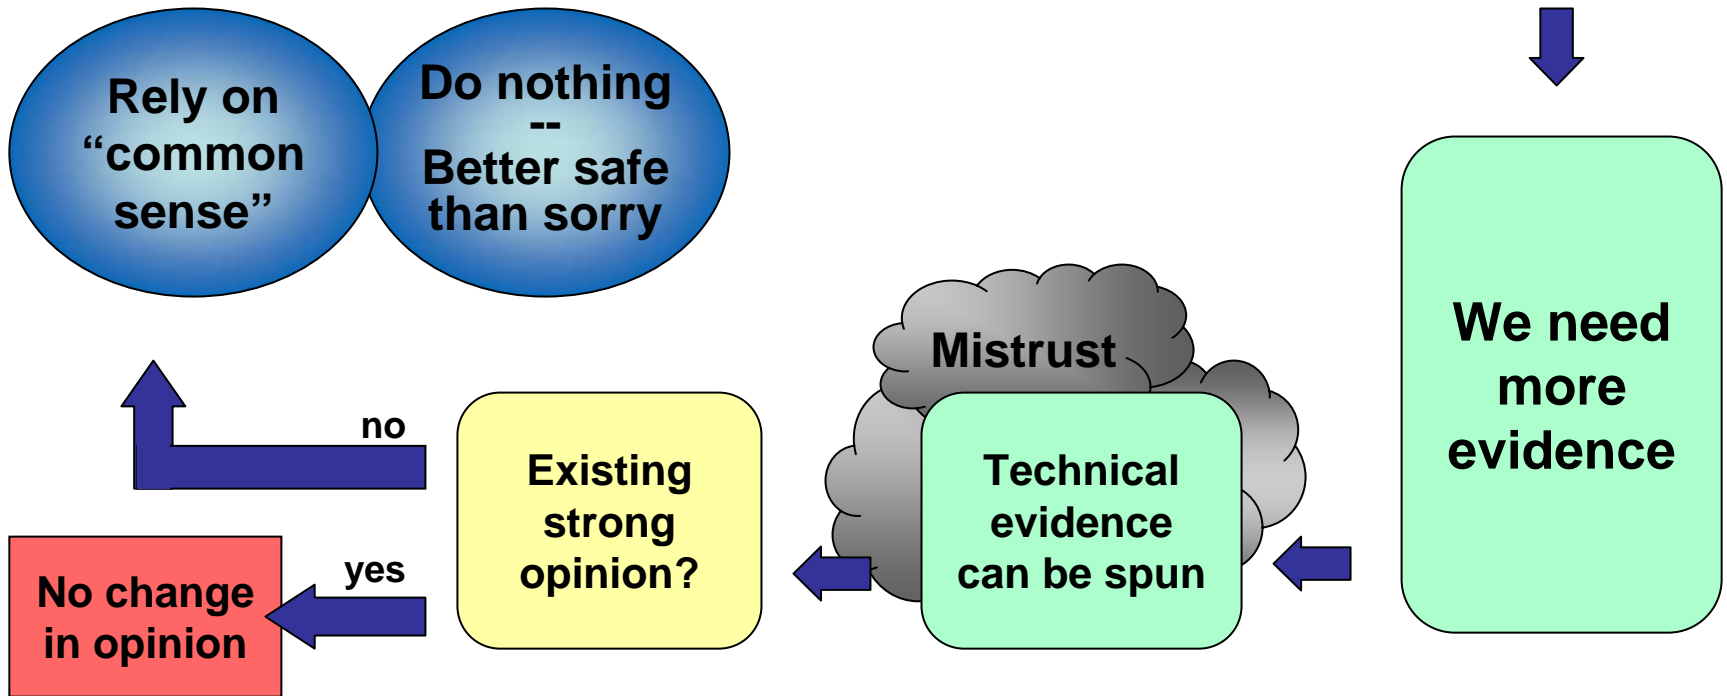 Rely on
“common
sense”
Do nothing
--
Better safe
than sorry
We need
more
evidence
Mistrust
Technical
evidence
can be spun
Existing
strong
opinion?
no
yes
No change
in opinion